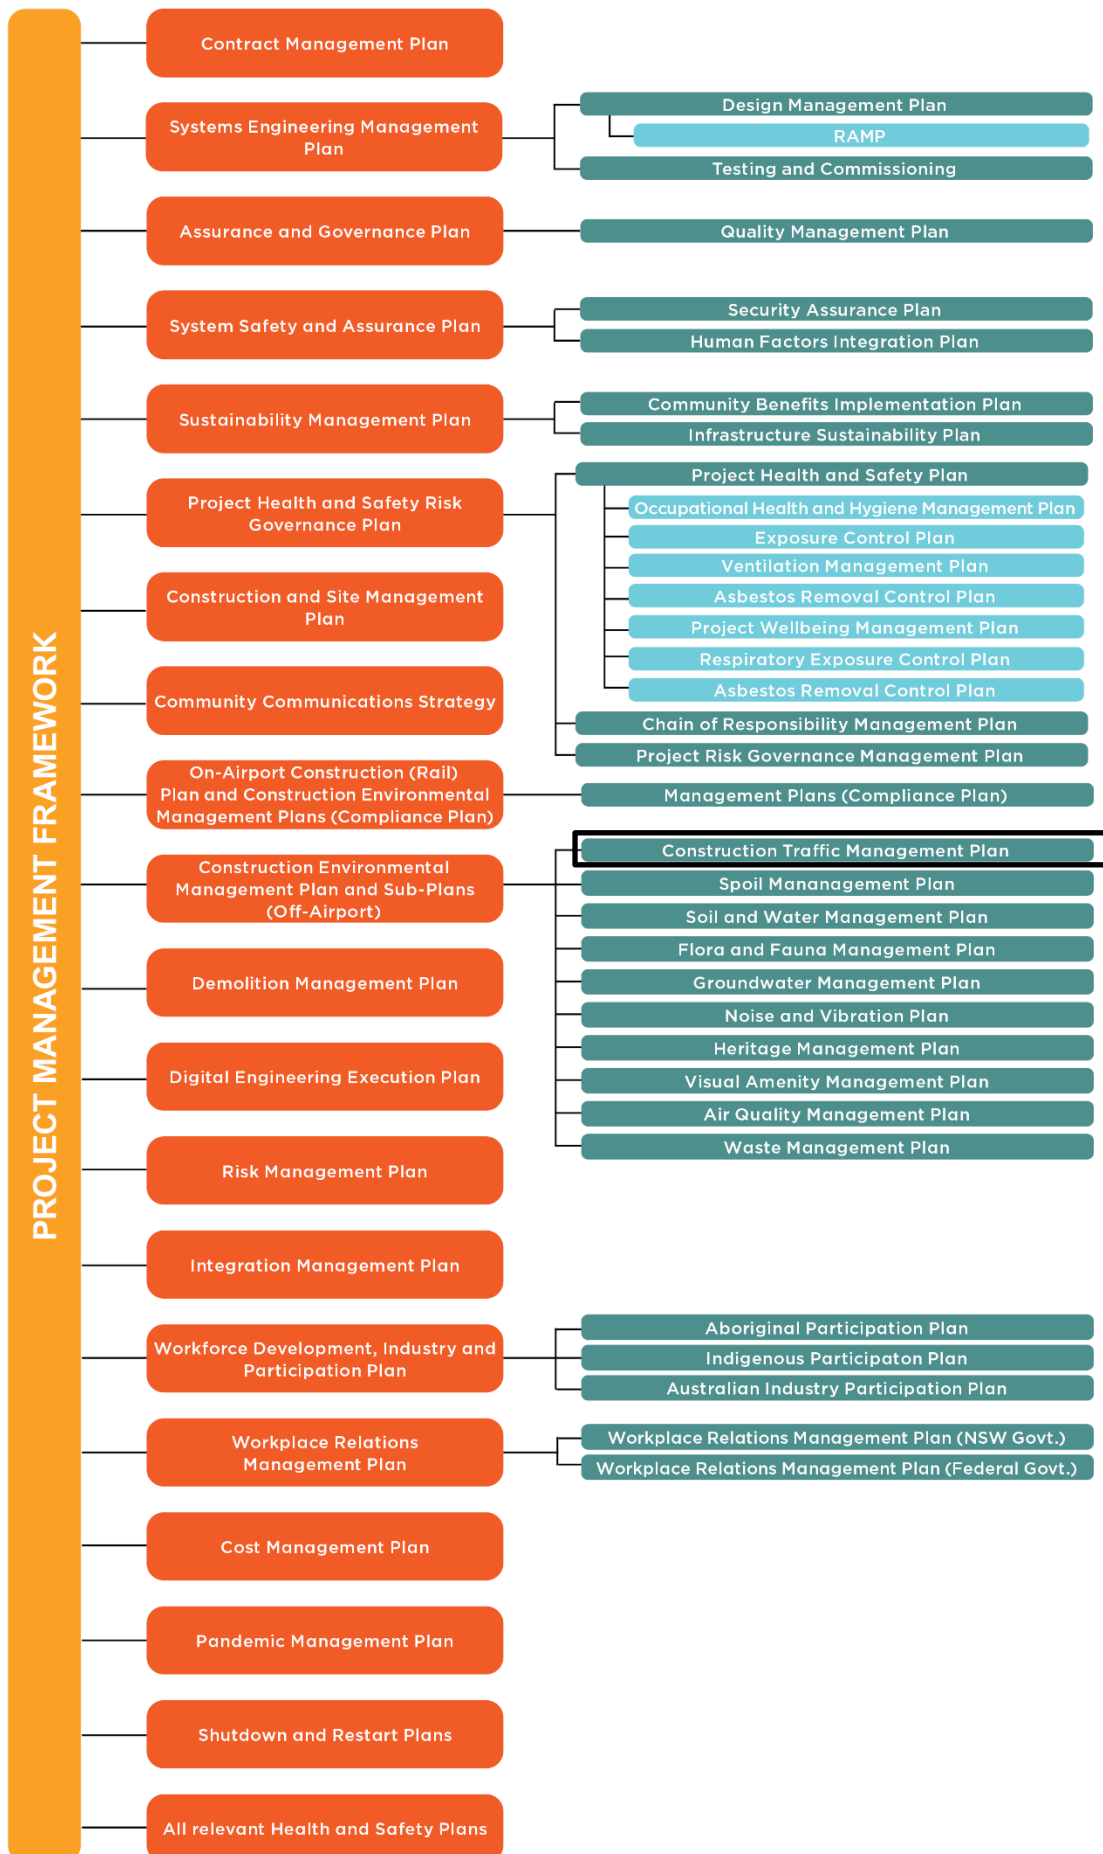 PROJECT MANAGEMENT FRAMEWORK
Contract Management Plan
Systems Engineering Management
Plan
Design Management Plan
RAMP
Testing and Commissioning
Assurance and Governance Plan
Quality Management Plan
System Safety and Assurance Plan
Security Assurance Plan
Human Factors Integration Plan
Sustainability Management Plan
Community Benefits Implementation Plan
Infrastructure Sustainability Plan
Project Health and Safety Risk
Governance Plan
Project Health and Safety Plan
Occupational Health and Hygiene Management Plan
Exposure Control Plan
Ventilation Management Plan
Asbestos Removal Control Plan
Project Wellbeing Management Plan
Respiratory Exposure Control Plan
Asbestos Removal Control Plan
Chain of Responsibility Management Plan
Project Risk Governance Management Plan
Construction and Site Management
Plan
Community Communications Strategy
On-Airport Construction (Rail)
Plan and Construction Environmental
Management Plans (Compliance Plan)
Management Plans (Compliance Plan)
Construction Environmental
Management Plan and Sub-Plans
(Off-Airport)
Construction Traffic Management Plan
Spoil Mananagement Plan
Soil and Water Management Plan
Flora and Fauna Management Plan
Groundwater Management Plan
Noise and Vibration Plan
Heritage Management Plan
Visual Amenity Management Plan
Air Quality Management Plan
Waste Management Plan
Demolition Management Plan
Digital Engineering Execution Plan
Risk Management Plan
Integration Management Plan
Workforce Development, Industry and
Participation Plan
Aboriginal Participation Plan
Indigenous Participaton Plan
Australian Industry Participation Plan
Workplace Relations
Management Plan
Workplace Relations Management Plan (NSW Govt.)
Workplace Relations Management Plan (Federal Govt.)
Cost Management Plan
Pandemic Management Plan
Shutdown and Restart Plans
All relevant Health and Safety Plans